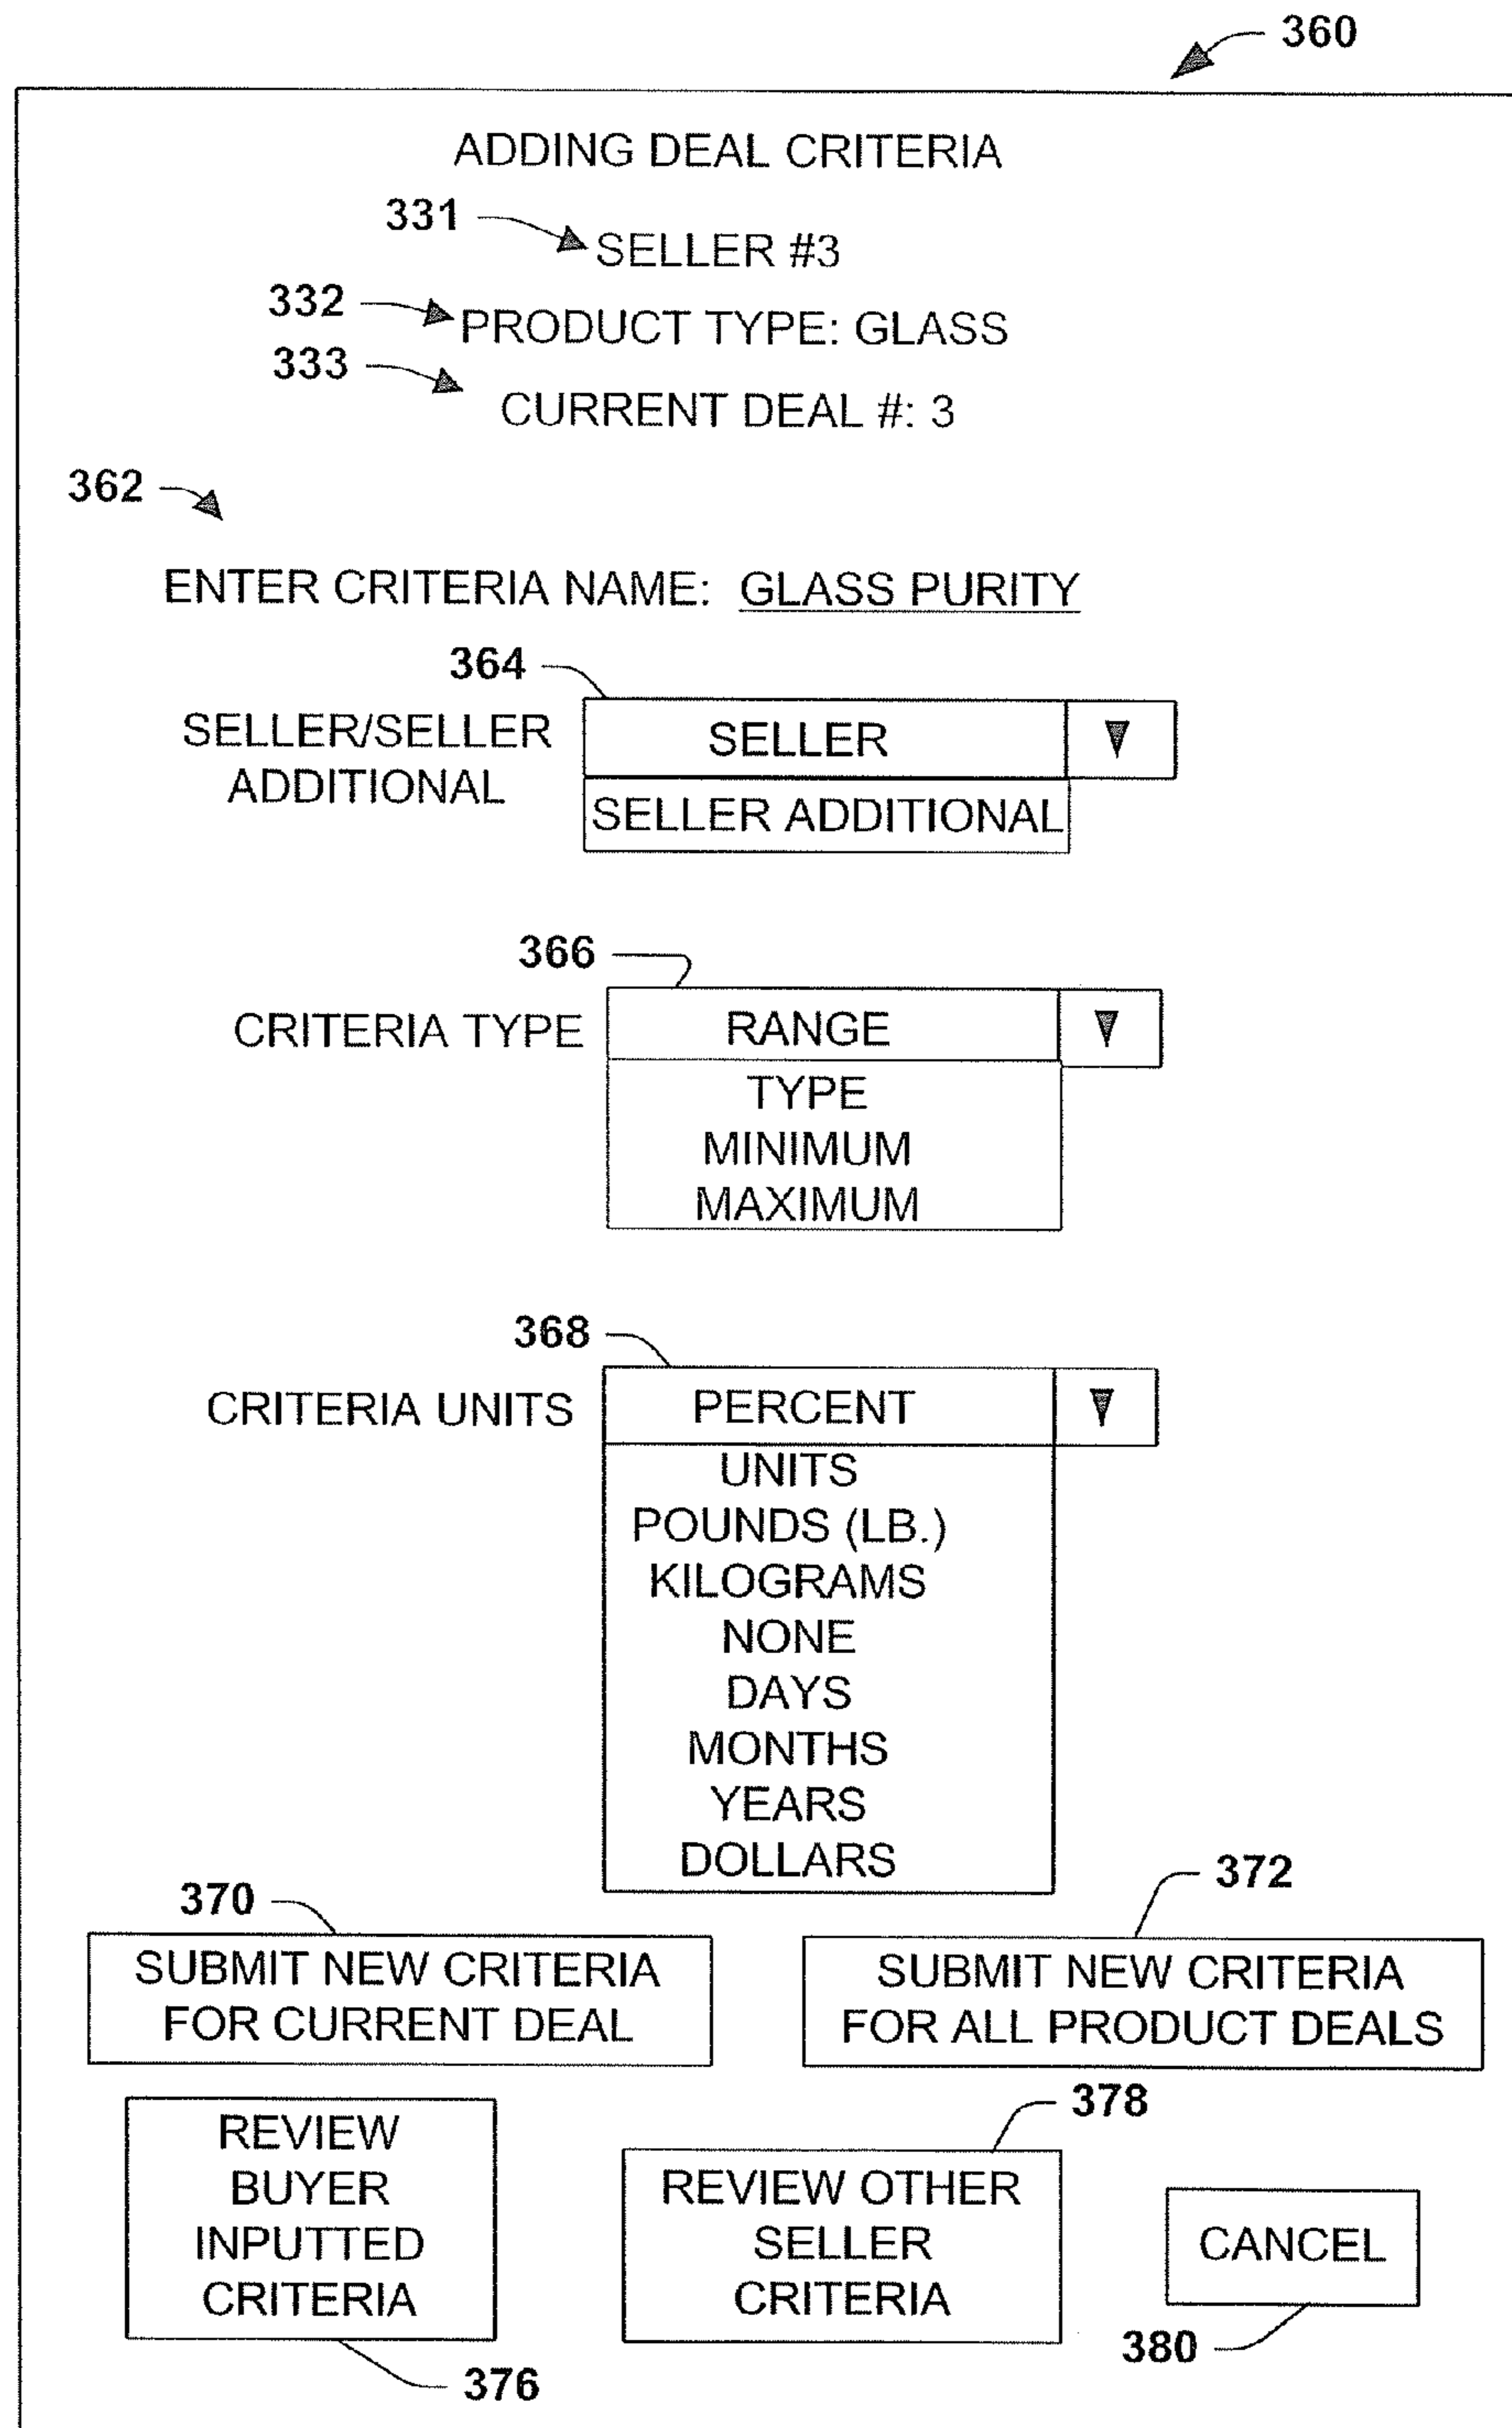 360
ADDING DEAL CRITERIA
331
SELLER #3
332
PRODUCT TYPE: GLASS
333
CURRENT DEAL #: 3
362
ENTER CRITERIA NAME: GLASS PURITY
364
SELLER/SELLER
ADDITIONAL
SELLER
SELLER ADDITIONAL
366
CRITERIA TYPE
RANGE
TYPE
MINIMUM
MAXIMUM
368
CRITERIA UNITS
PERCENT
UNITS
POUNDS (LB.)
KILOGRAMS
NONE
DAYS
MONTHS
YEARS
DOLLARS
370
SUBMIT NEW CRITERIA
FOR CURRENT DEAL
372
SUBMIT NEW CRITERIA
FOR ALL PRODUCT DEALS
REVIEW
BUYER
INPUTTED
CRITERIA
376
378
REVIEW OTHER
SELLER
CRITERIA
CANCEL
380